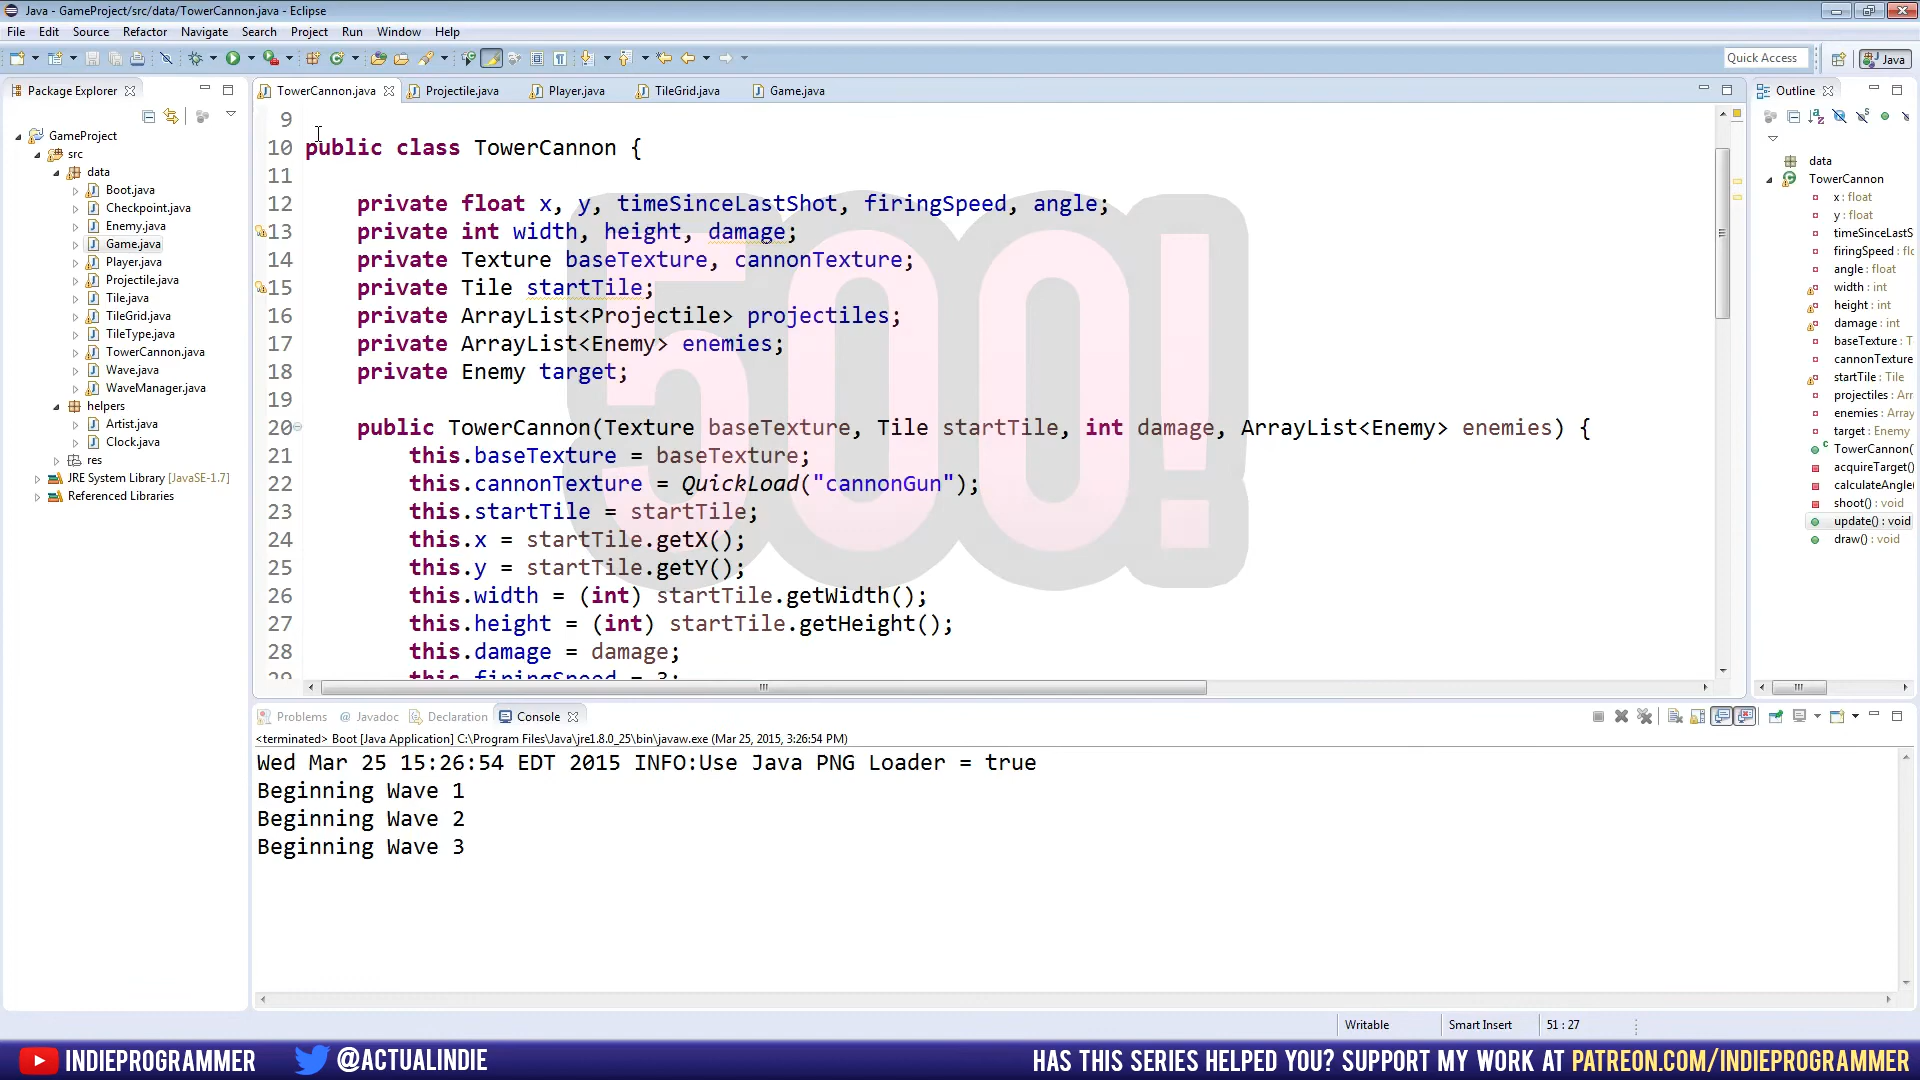 Java - GameProject/src/data/TowerCannon.java - Eclipse
File Edit Source Refactor Navigate Search Project Run Window Help
Quick Access
Java
Package Explorer
GameProject
src
data
Boot.java
Checkpoint.java
Enemy.java
Game.java
Player.java
Projectile.java
Tile.java
TileGrid.java
TileType.java
TowerCannon.java
Wave.java
WaveManager.java
helpers
Artist.java
Clock.java
res
JRE System Library [JavaSE-1.7]
Referenced Libraries
TowerCannon.java Projectile.java Player.java TileGrid.java Game.java
9
10 public class TowerCannon {
11
12 private float x, y, timeSinceLastShot, firingSpeed, angle;
13 private int width, height, damage;
14 private Texture baseTexture, cannonTexture;
15 private Tile startTile;
16 private ArrayList<Projectile> projectiles;
17 private ArrayList<Enemy> enemies;
18 private Enemy target;
19
20 public TowerCannon(Texture baseTexture, Tile startTile, int damage, ArrayList<Enemy> enemies) {
21 this.baseTexture = baseTexture;
22 this.cannonTexture = QuickLoad("cannonGun");
23 this.startTile = startTile;
24 this.x = startTile.getX();
25 this.y = startTile.getY();
26 this.width = (int) startTile.getWidth();
27 this.height = (int) startTile.getHeight();
28 this.damage = damage;
29 this.firingSpeed = 3;
500!
Outline
data
TowerCannon
x : float
y : float
timeSinceLastS
firingSpeed : flo
angle : float
width : int
height : int
damage : int
baseTexture : T
cannonTexture
startTile : Tile
projectiles : Arr
enemies : Array
target : Enemy
TowerCannon(
acquireTarget()
calculateAngle(
shoot() : void
update() : void
draw() : void
Problems Javadoc Declaration Console
<terminated> Boot [Java Application] C:\Program Files\Java\jre1.8.0_25\bin\javaw.exe (Mar 25, 2015, 3:26:54 PM)
Wed Mar 25 15:26:54 EDT 2015 INFO:Use Java PNG Loader = true
Beginning Wave 1
Beginning Wave 2
Beginning Wave 3
Writable Smart Insert 51 : 27
INDIEPROGRAMMER @ACTUALINDIE HAS THIS SERIES HELPED YOU? SUPPORT MY WORK AT PATREON.COM/INDIEPROGRAMMER